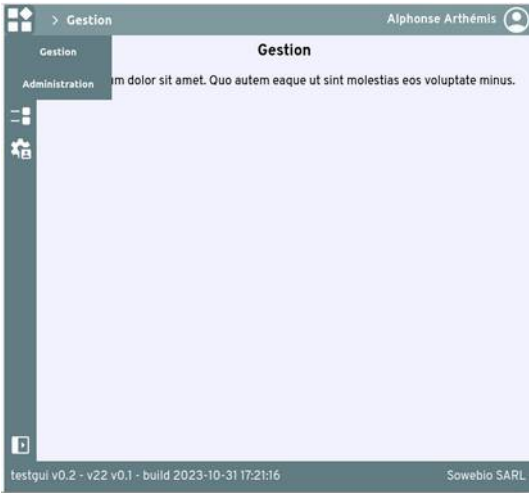 > Gestion
Alphonse Arthémis
Gestion
Gestion
Administration
m dolor sit amet. Quo autem eaque ut sint molestias eos voluptate minus.
testgui v0.2 - v22 v0.1 - build 2023-10-31 17:21:16
Sowebio SARL